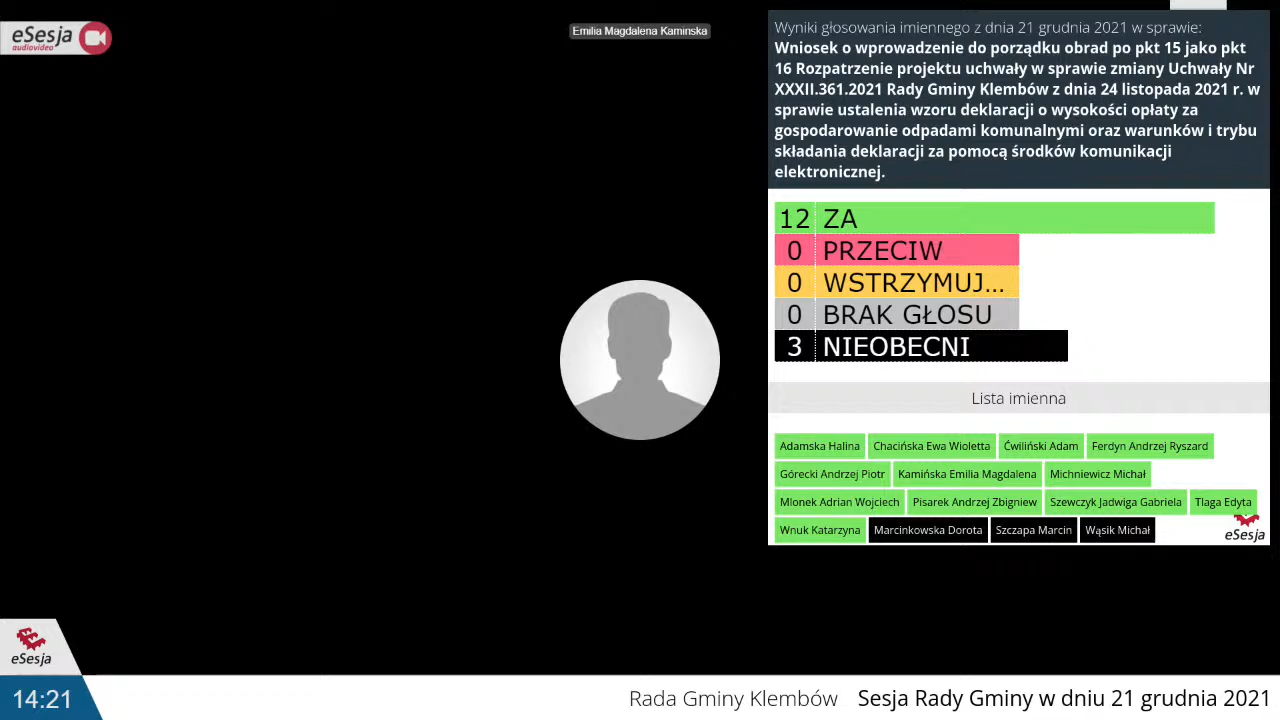 eSesja
audiovideo
Emilia Magdalena Kaminska
Wyniki głosowania imiennego z dnia 21 grudnia 2021 w sprawie:
Wniosek o wprowadzenie do porządku obrad po pkt 15 jako pkt
16 Rozpatrzenie projektu uchwały w sprawie zmiany Uchwały Nr
XXXII.361.2021 Rady Gminy Klembów z dnia 24 listopada 2021 r. w
sprawie ustalenia wzoru deklaracji o wysokości opłaty za
gospodarowanie odpadami komunalnymi oraz warunków i trybu
składania deklaracji za pomocą środków komunikacji
elektronicznej.
12 ZA
0 PRZECIW
0 WSTRZYMUJ...
0 BRAK GŁOSU
3 NIEOBECNI
Lista imienna
Adamska Halina Chacińska Ewa Wioletta Ćwiliński Adam Ferdyn Andrzej Ryszard
Górecki Andrzej Piotr Kamińska Emilia Magdalena Michniewicz Michał
Mlonek Adrian Wojciech Pisarek Andrzej Zbigniew Szewczyk Jadwiga Gabriela Tlaga Edyta
Wnuk Katarzyna Marcinkowska Dorota Szczapa Marcin Wąsik Michał
eSesja
eSesja
14:21
Rada Gminy Klembów Sesja Rady Gminy w dniu 21 grudnia 2021